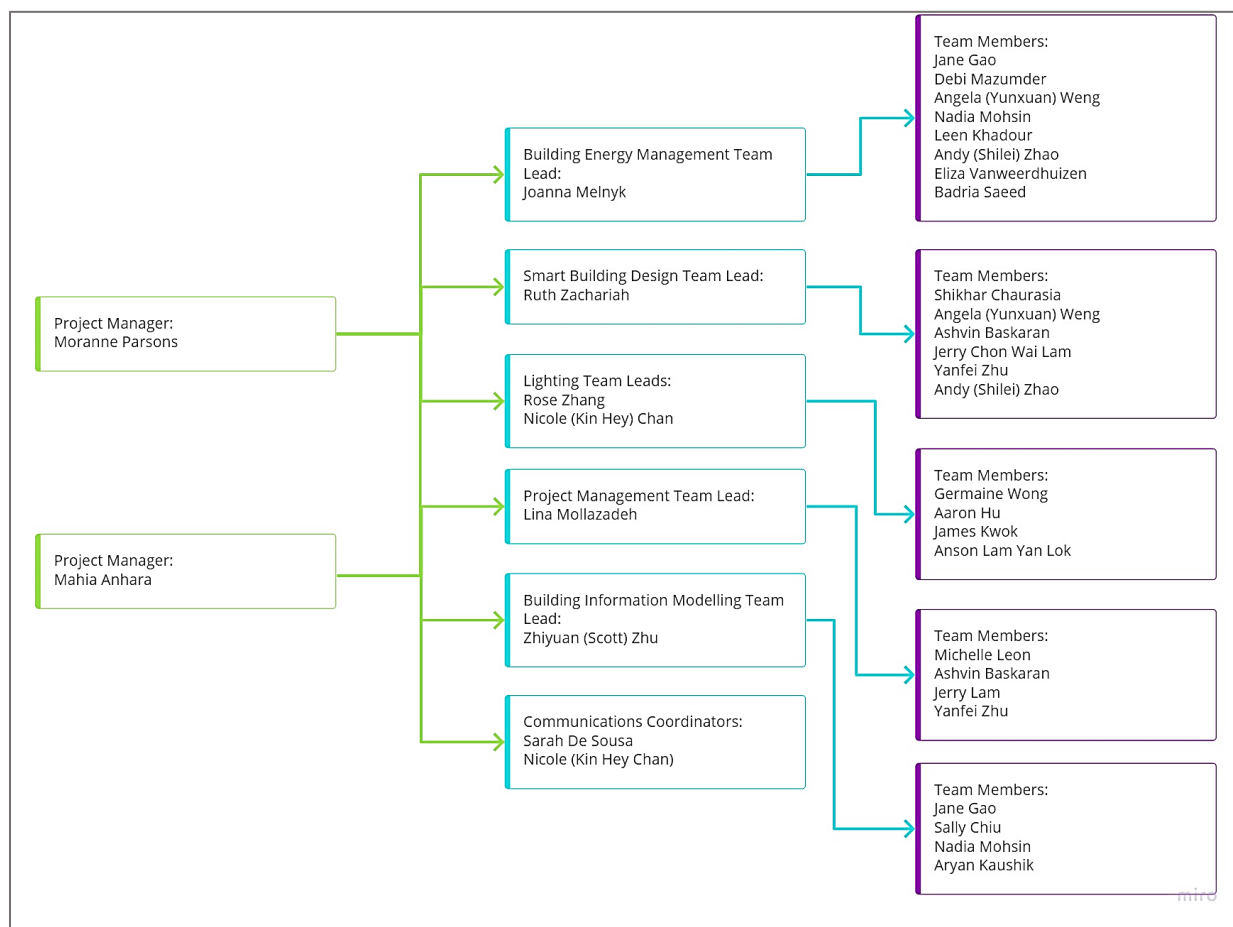 Project Manager:
Moranne Parsons
Project Manager:
Mahia Anhara
Building Energy Management Team
Lead:
Joanna Melnyk
Smart Building Design Team Lead:
Ruth Zachariah
Lighting Team Leads:
Rose Zhang
Nicole (Kin Hey) Chan
Project Management Team Lead:
Lina Mollazadeh
Building Information Modelling Team
Lead:
Zhiyuan (Scott) Zhu
Communications Coordinators:
Sarah De Sousa
Nicole (Kin Hey Chan)
Team Members:
Jane Gao
Debi Mazumder
Angela (Yunxuan) Weng
Nadia Mohsin
Leen Khadour
Andy (Shilei) Zhao
Eliza Vanweerdhuizen
Badria Saeed
Team Members:
Shikhar Chaurasia
Angela (Yunxuan) Weng
Ashvin Baskaran
Jerry Chon Wai Lam
Yanfei Zhu
Andy (Shilei) Zhao
Team Members:
Germaine Wong
Aaron Hu
James Kwok
Anson Lam Yan Lok
Team Members:
Michelle Leon
Ashvin Baskaran
Jerry Lam
Yanfei Zhu
Team Members:
Jane Gao
Sally Chiu
Nadia Mohsin
Aryan Kaushik
miro